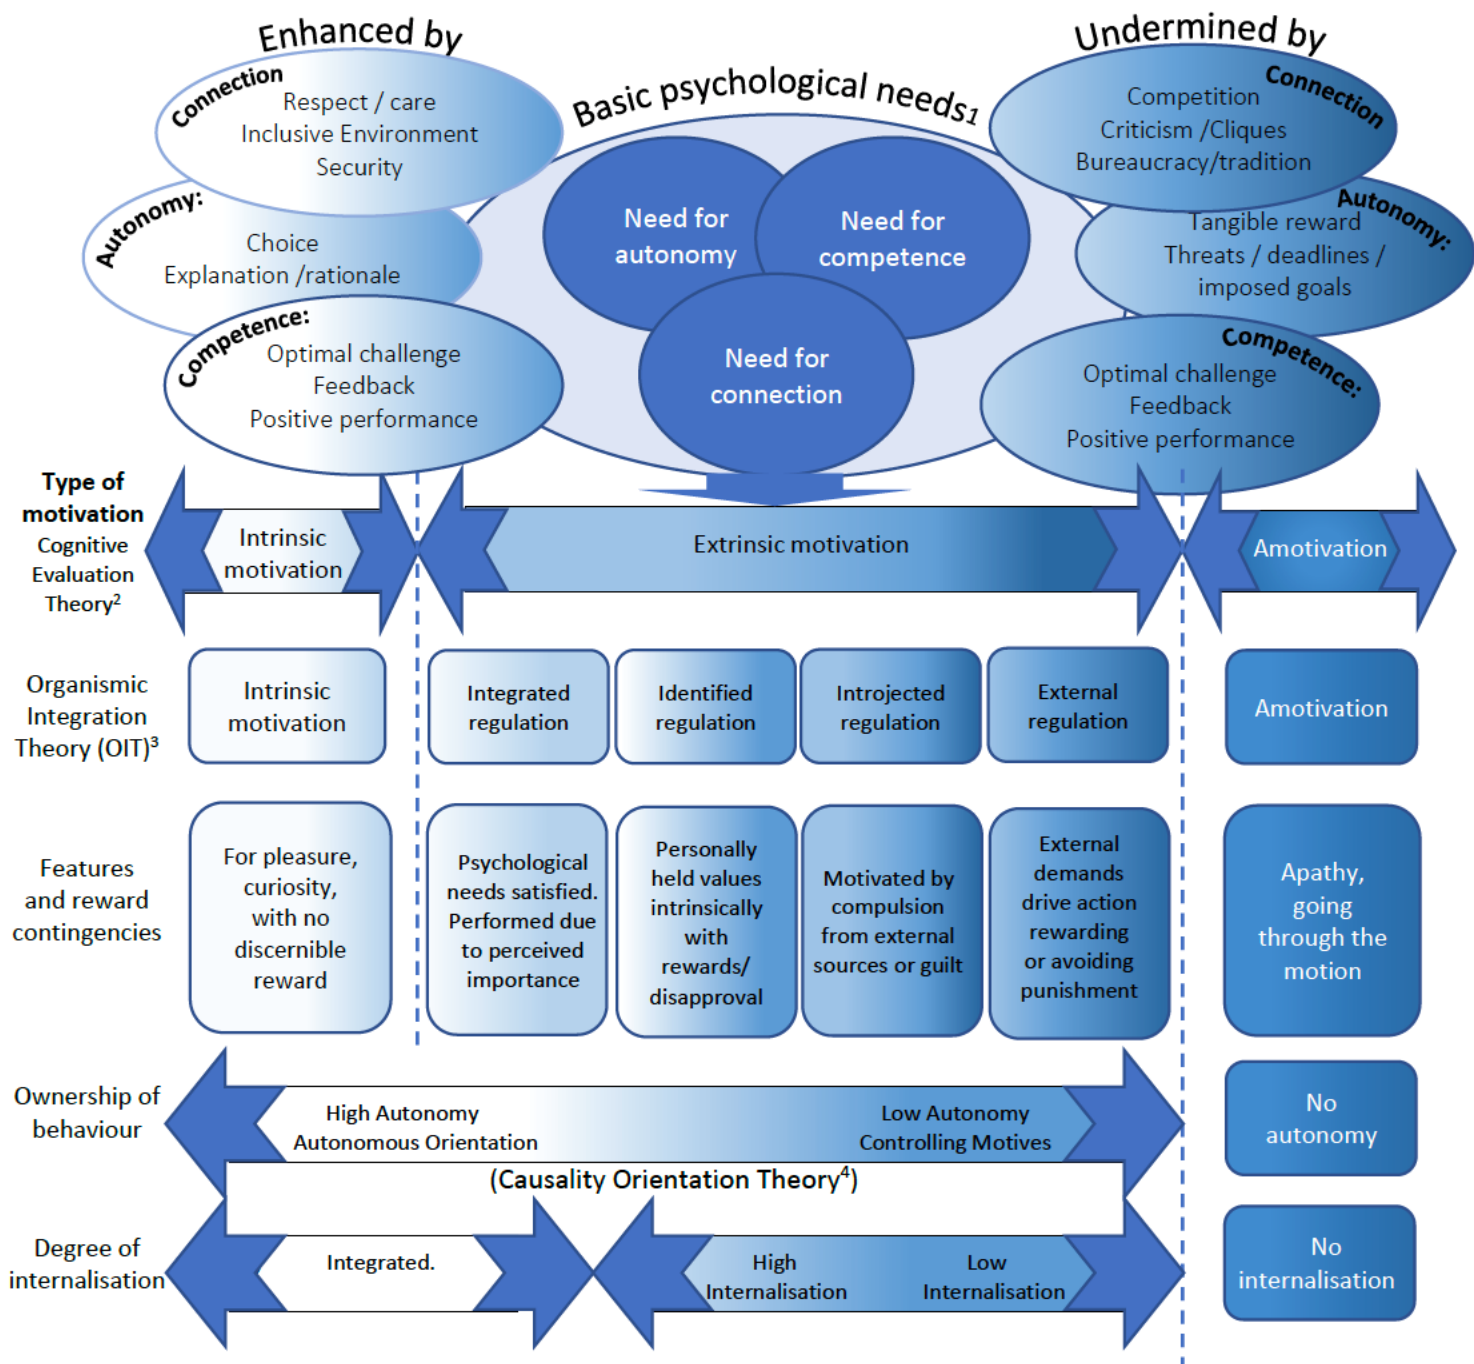 Enhanced by
Connection
Respect / care
Inclusive Environment
Security
Autonomy:
Choice
Explanation /rationale
Competence:
Optimal challenge
Feedback
Positive performance
Basic psychological needs1
Need for
autonomy
Need for
competence
Need for
connection
Undermined by
Connection
Competition
Criticism /Cliques
Bureaucracy/tradition
Autonomy:
Tangible reward
Threats / deadlines /
imposed goals
Competence:
Optimal challenge
Feedback
Positive performance
Type of
motivation
Cognitive
Evaluation
Theory2
Intrinsic
motivation
Extrinsic motivation
Amotivation
Organismic
Integration
Theory (OIT)3
Intrinsic
motivation
Integrated
regulation
Identified
regulation
Introjected
regulation
External
regulation
Amotivation
Features
and reward
contingencies
For pleasure,
curiosity,
with no
discernible
reward
Psychological
needs satisfied.
Performed due
to perceived
importance
Personally
held values
intrinsically
with
rewards/
disapproval
Motivated by
compulsion
from external
sources or guilt
External
demands
drive action
rewarding
or avoiding
punishment
Apathy,
going
through the
motion
Ownership of
behaviour
High Autonomy
Autonomous Orientation
Low Autonomy
Controlling Motives
No
autonomy
(Causality Orientation Theory4)
Degree of
internalisation
Integrated.
High
Internalisation
Low
Internalisation
No
internalisation